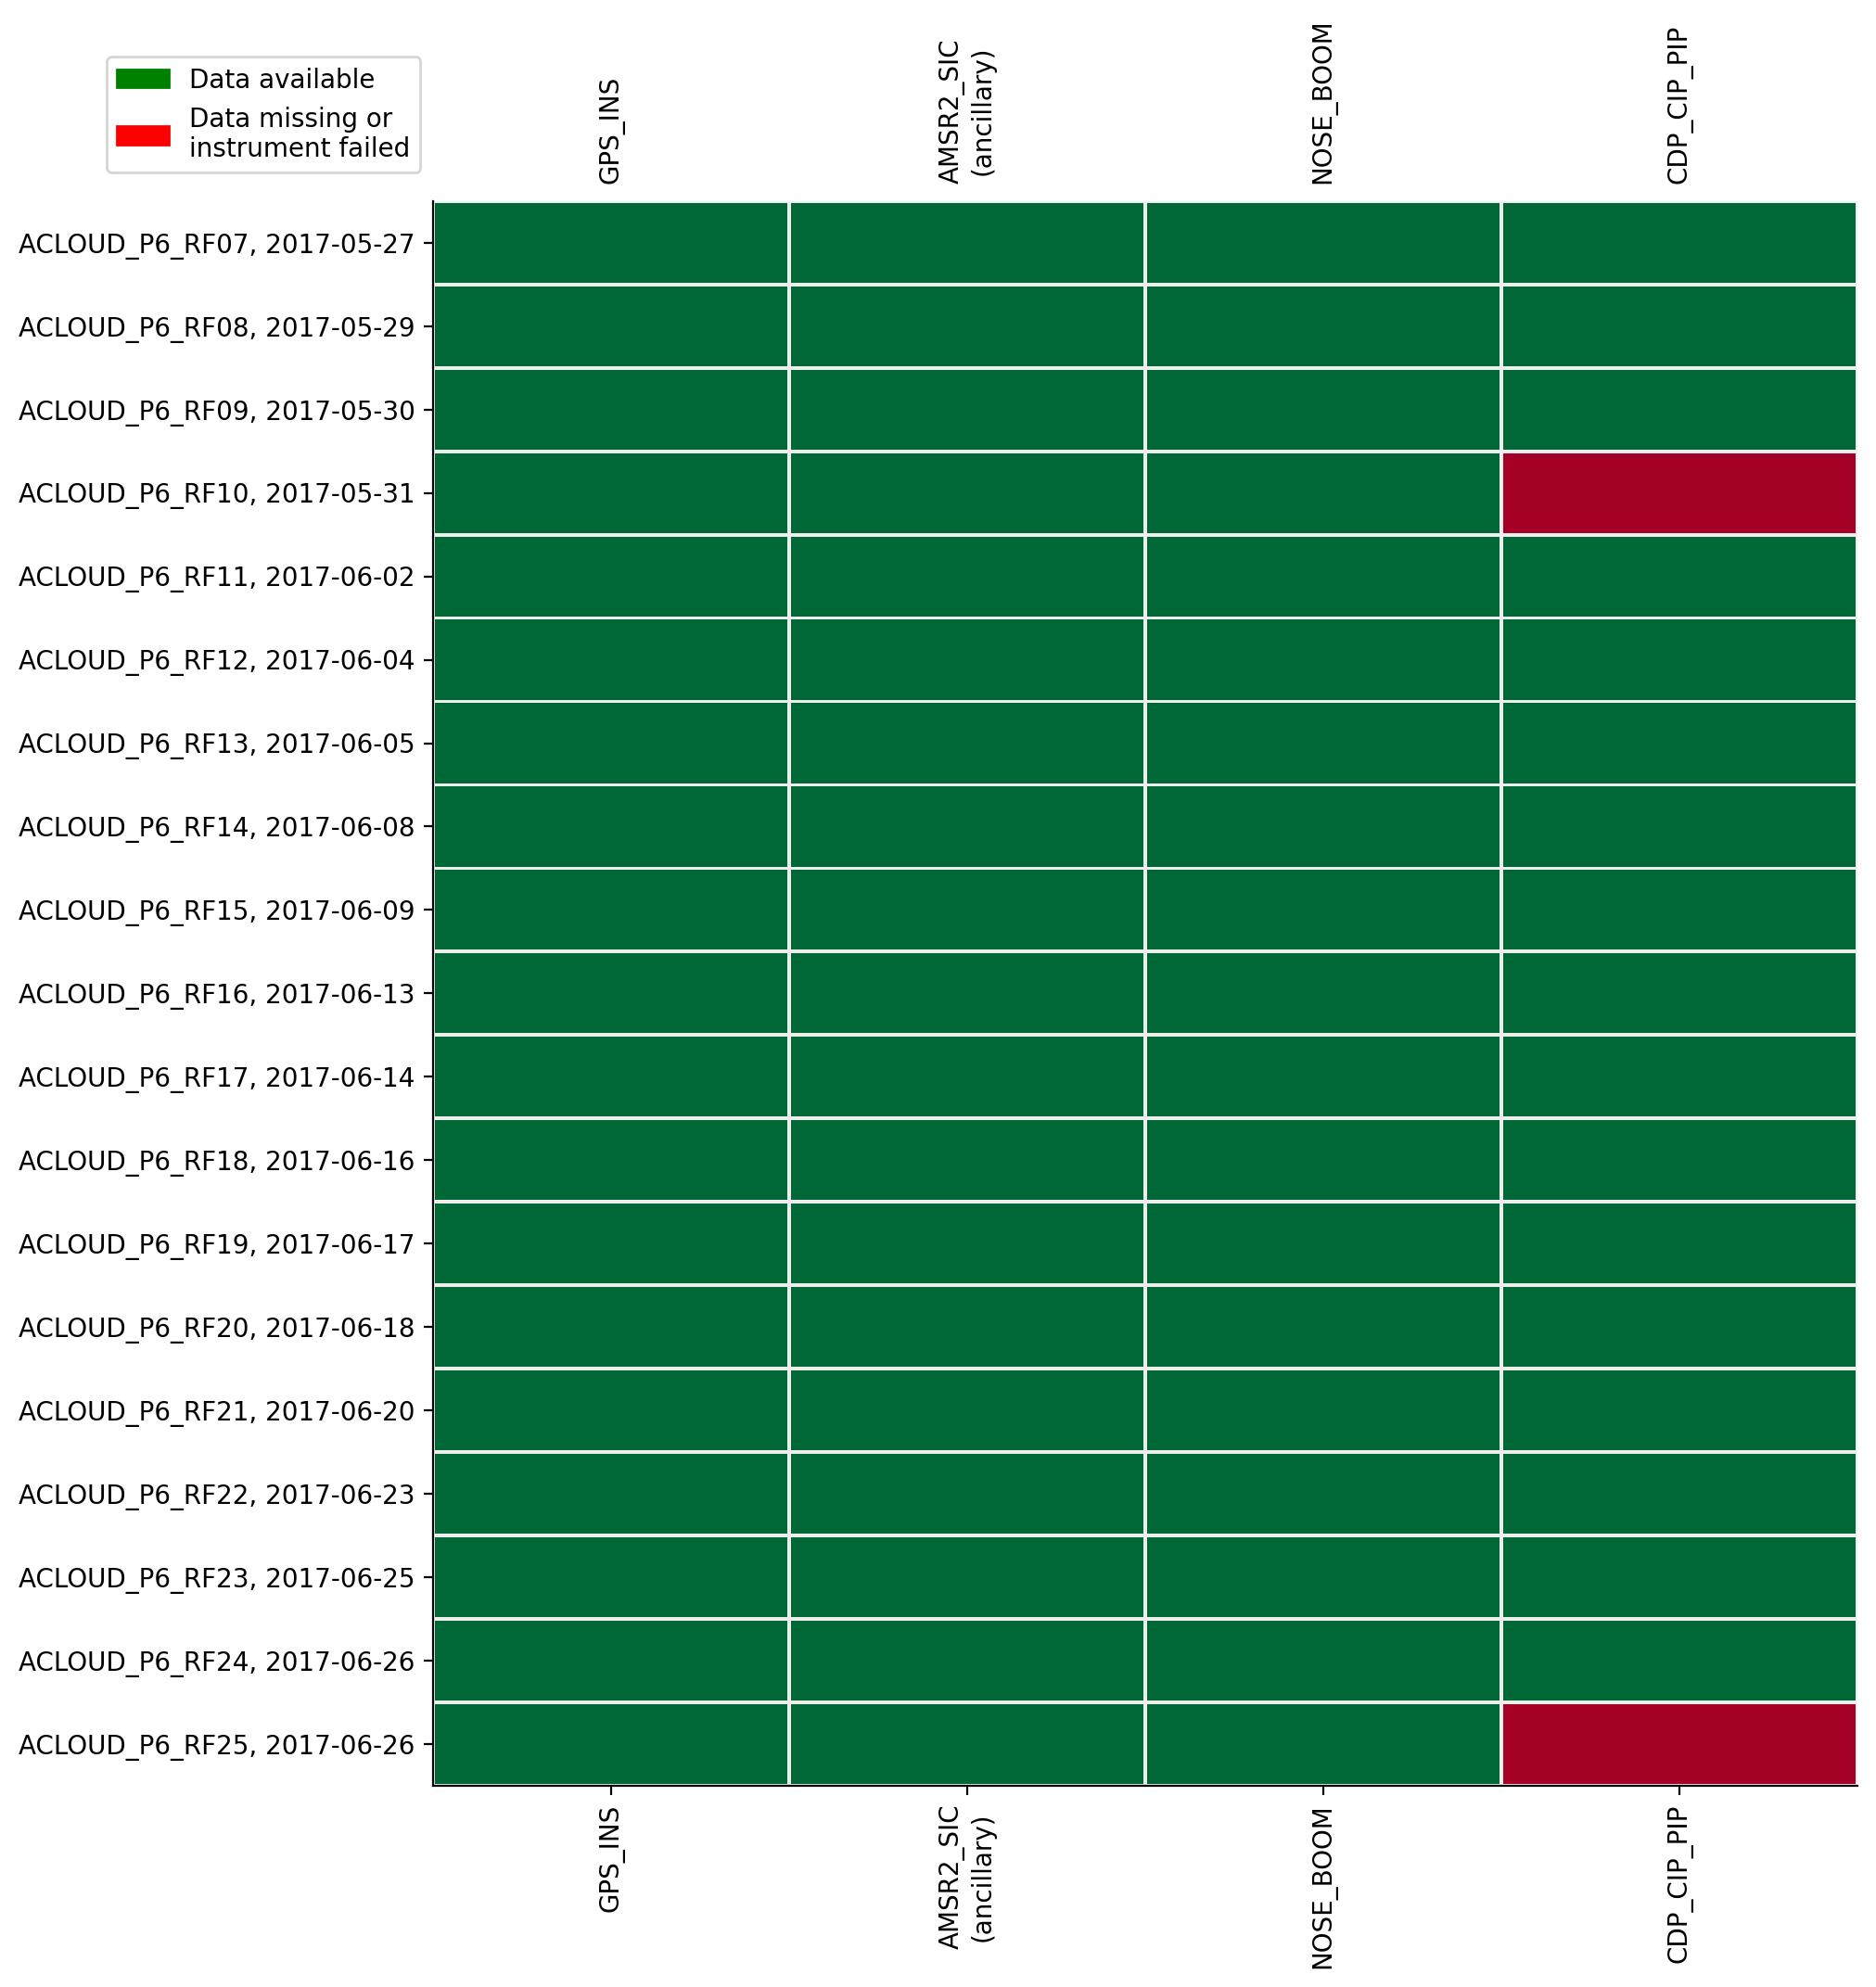 Data available
Data missing or
instrument failed
GPS_INS
AMSR2_SIC
(ancillary)
NOSE_BOOM
CDP_CIP_PIP
ACLOUD_P6_RF07, 2017-05-27
ACLOUD_P6_RF08, 2017-05-29
ACLOUD_P6_RF09, 2017-05-30
ACLOUD_P6_RF10, 2017-05-31
ACLOUD_P6_RF11, 2017-06-02
ACLOUD_P6_RF12, 2017-06-04
ACLOUD_P6_RF13, 2017-06-05
ACLOUD_P6_RF14, 2017-06-08
ACLOUD_P6_RF15, 2017-06-09
ACLOUD_P6_RF16, 2017-06-13
ACLOUD_P6_RF17, 2017-06-14
ACLOUD_P6_RF18, 2017-06-16
ACLOUD_P6_RF19, 2017-06-17
ACLOUD_P6_RF20, 2017-06-18
ACLOUD_P6_RF21, 2017-06-20
ACLOUD_P6_RF22, 2017-06-23
ACLOUD_P6_RF23, 2017-06-25
ACLOUD_P6_RF24, 2017-06-26
ACLOUD_P6_RF25, 2017-06-26
GPS_INS
AMSR2_SIC
(ancillary)
NOSE_BOOM
CDP_CIP_PIP